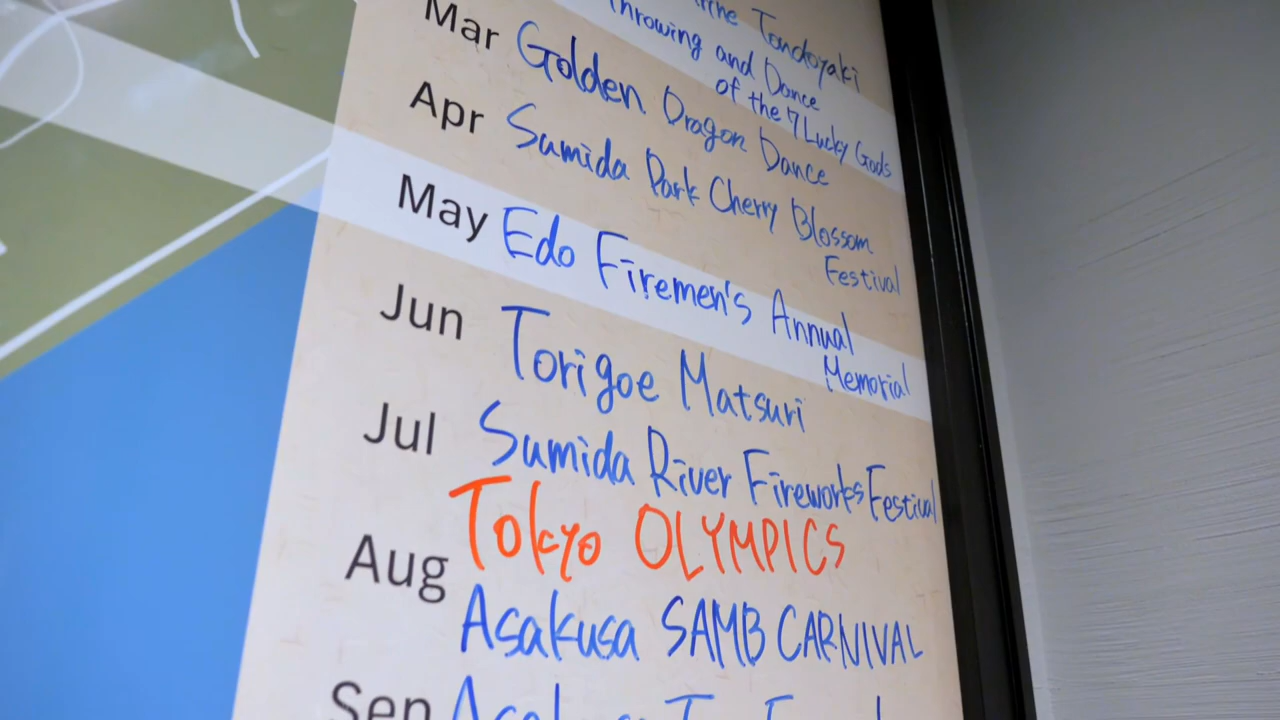 Tondoyaki
Throwing and Dance
of the 7 Lucky Gods
Mar Golden Dragon Dance
Apr Sumida Park Cherry Blossom
Festival
May Edo Firemen's Annual
Memorial
Jun Torigoe Matsuri
Jul Sumida River Fireworks Festival
Tokyo OLYMPICS
Aug
Asakusa SAMB CARNIVAL
Sep